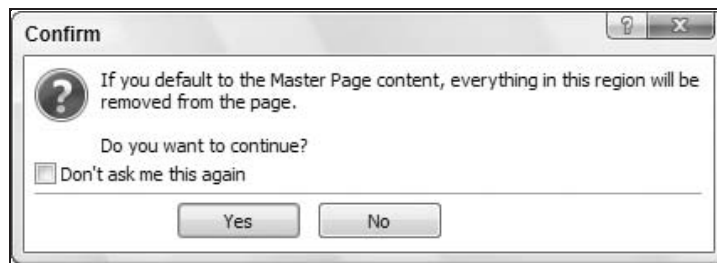 Confirm
If you default to the Master Page content, everything in this region will be
removed from the page.
Do you want to continue?
Don't ask me this again
Yes
No